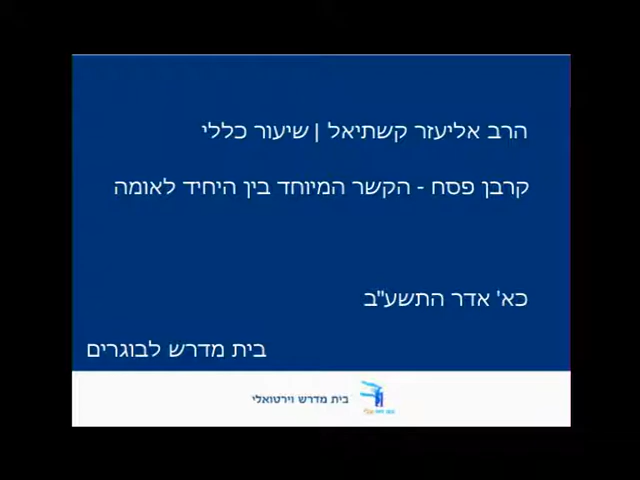 הרב אליעזר קשתיאל | שיעור כללי
קרבן פסח - הקשר המיוחד בין היחיד לאומה
כא' אדר התשע"ב
בית מדרש לבוגרים
בית מדרש וירטואלי